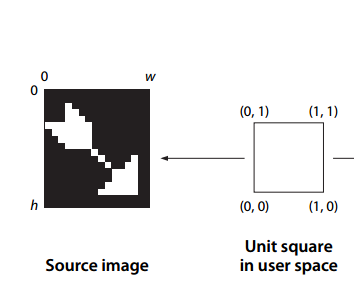 0 w
0
h
Source image
(0, 1) (1, 1)
(0, 0) (1, 0)
Unit square
in user space